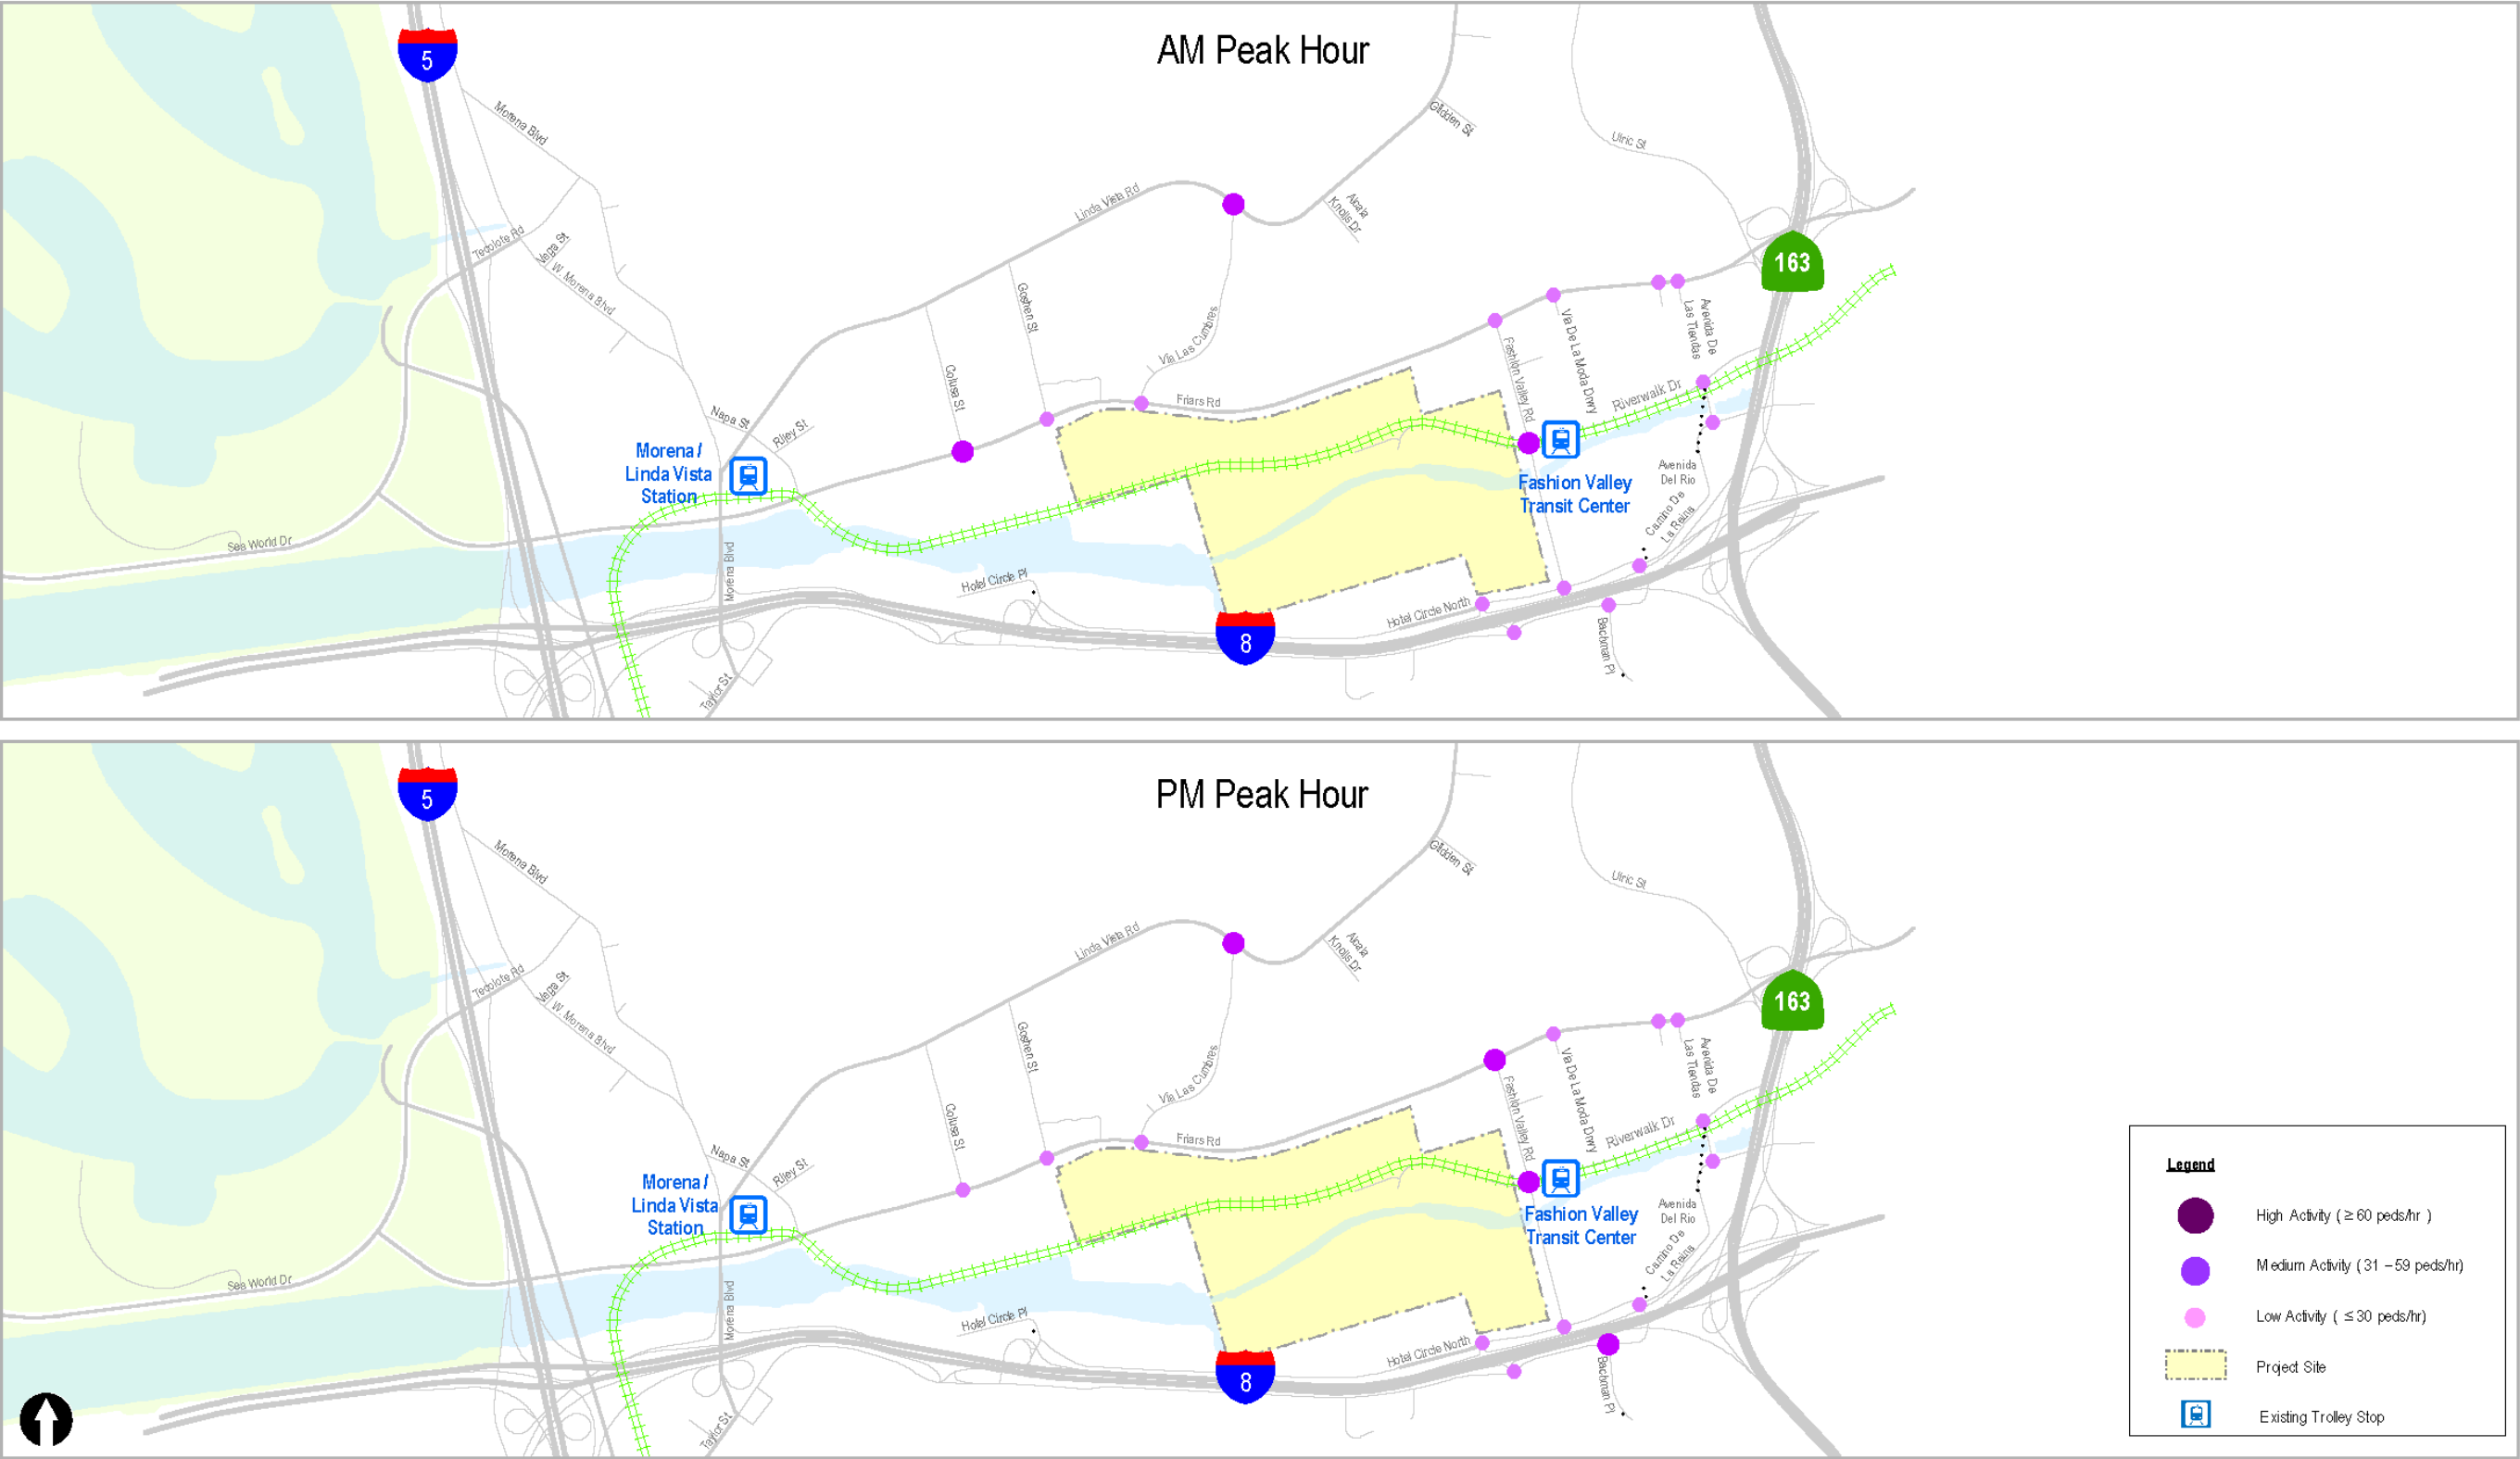 AM Peak Hour
5
Morena Blvd
Glidden St
Ulric St
Linda Vista Rd
Alcala
Knolls Dr
Tecolote Rd
Vega St
W. Morena Blvd
163
Goshen St
Via Las Cumbres
Avenida De
Las Tiendas
Via De La Moda Drwy
Fashion Valley Rd
Colusa St
Riverwalk Dr
Friars Rd
Napa St
Riley St
Morena /
Linda Vista
Station
Avenida
Del Rio
Fashion Valley
Transit Center
Camino De
La Reina
Sea World Dr
Morena Blvd
Hotel Circle Pl
Hotel Circle North
8
Bachman Pl
Taylor St
PM Peak Hour
5
Morena Blvd
Glidden St
Ulric St
Linda Vista Rd
Alcala
Knolls Dr
Tecolote Rd
Vega St
W. Morena Blvd
163
Goshen St
Via Las Cumbres
Avenida De
Las Tiendas
Via De La Moda Drwy
Fashion Valley Rd
Colusa St
Riverwalk Dr
Friars Rd
Napa St
Riley St
Morena /
Linda Vista
Station
Avenida
Del Rio
Fashion Valley
Transit Center
Camino De
La Reina
Sea World Dr
Morena Blvd
Hotel Circle Pl
Hotel Circle North
8
Bachman Pl
Taylor St
Legend
High Activity ( ≥ 60 peds/hr )
Medium Activity ( 31 – 59 peds/hr)
Low Activity ( ≤ 30 peds/hr)
Project Site
Existing Trolley Stop